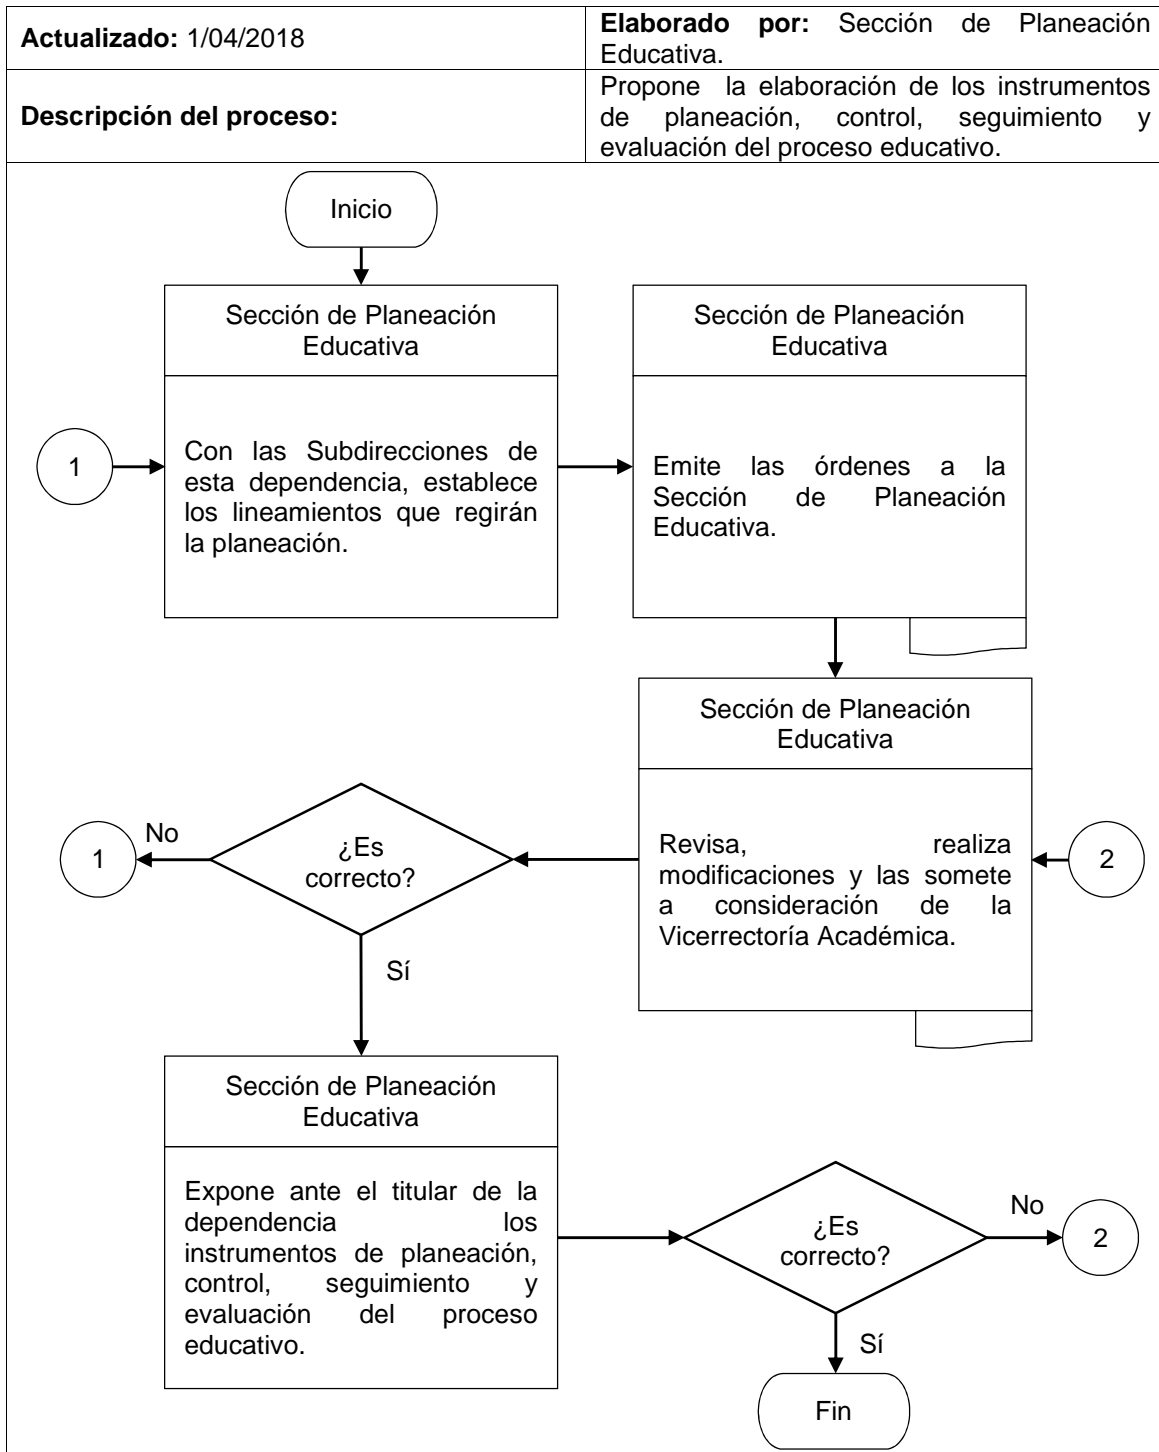 Actualizado: 1/04/2018
Elaborado por: Sección de Planeación
Educativa.
Descripción del proceso:
Propone la elaboración de los instrumentos
de planeación, control, seguimiento y
evaluación del proceso educativo.
Inicio
Sección de Planeación
Educativa
1
Con las Subdirecciones de
esta dependencia, establece
los lineamientos que regirán
la planeación.
Sección de Planeación
Educativa
Emite las órdenes a la
Sección de Planeación
Educativa.
Sección de Planeación
Educativa
Revisa, realiza
modificaciones y las somete
a consideración de la
Vicerrectoría Académica.
2
¿Es
correcto?
No
1
Sí
Sección de Planeación
Educativa
Expone ante el titular de la
dependencia los
instrumentos de planeación,
control, seguimiento y
evaluación del proceso
educativo.
¿Es
correcto?
No
2
Sí
Fin